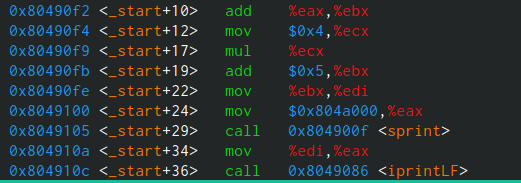 0x80490f2 <_start+10> add %eax,%ebx
0x80490f4 <_start+12> mov $0x4,%ecx
0x80490f9 <_start+17> mul %ecx
0x80490fb <_start+19> add $0x5,%ebx
0x80490fe <_start+22> mov %ebx,%edi
0x8049100 <_start+24> mov $0x804a000,%eax
0x8049105 <_start+29> call 0x804900f <sprint>
0x804910a <_start+34> mov %edi,%eax
0x804910c <_start+36> call 0x8049086 <iprintLF>